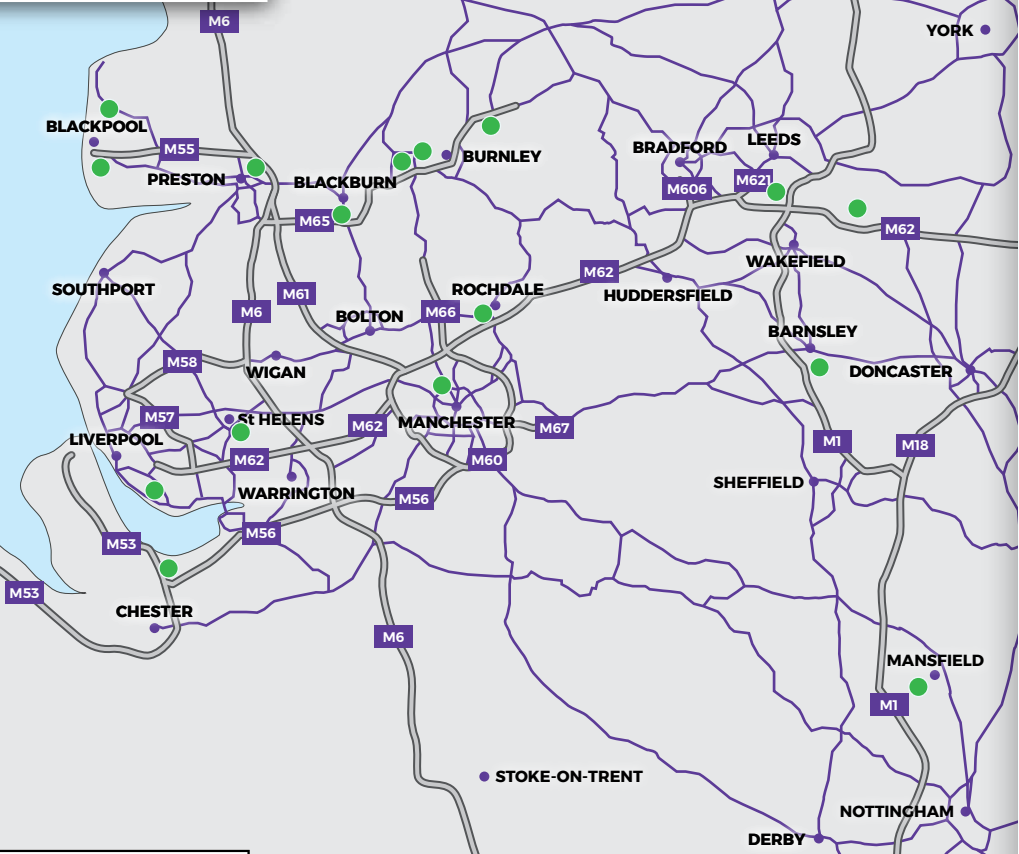 M6
YORK
BLACKPOOL
M55
BRADFORD
LEEDS
BURNLEY
PRESTON
BLACKBURN
M606
M621
M65
M62
WAKEFIELD
SOUTHPORT
M61
M62
ROCHDALE
HUDDERSFIELD
M6
BOLTON
M66
BARNSLEY
M58
WIGAN
DONCASTER
M57
St HELENS
M62
MANCHESTER
M67
LIVERPOOL
M62
M60
M1
M18
WARRINGTON
M56
SHEFFIELD
M53
M56
M53
CHESTER
M6
MANSFIELD
M1
STOKE-ON-TRENT
NOTTINGHAM
DERBY